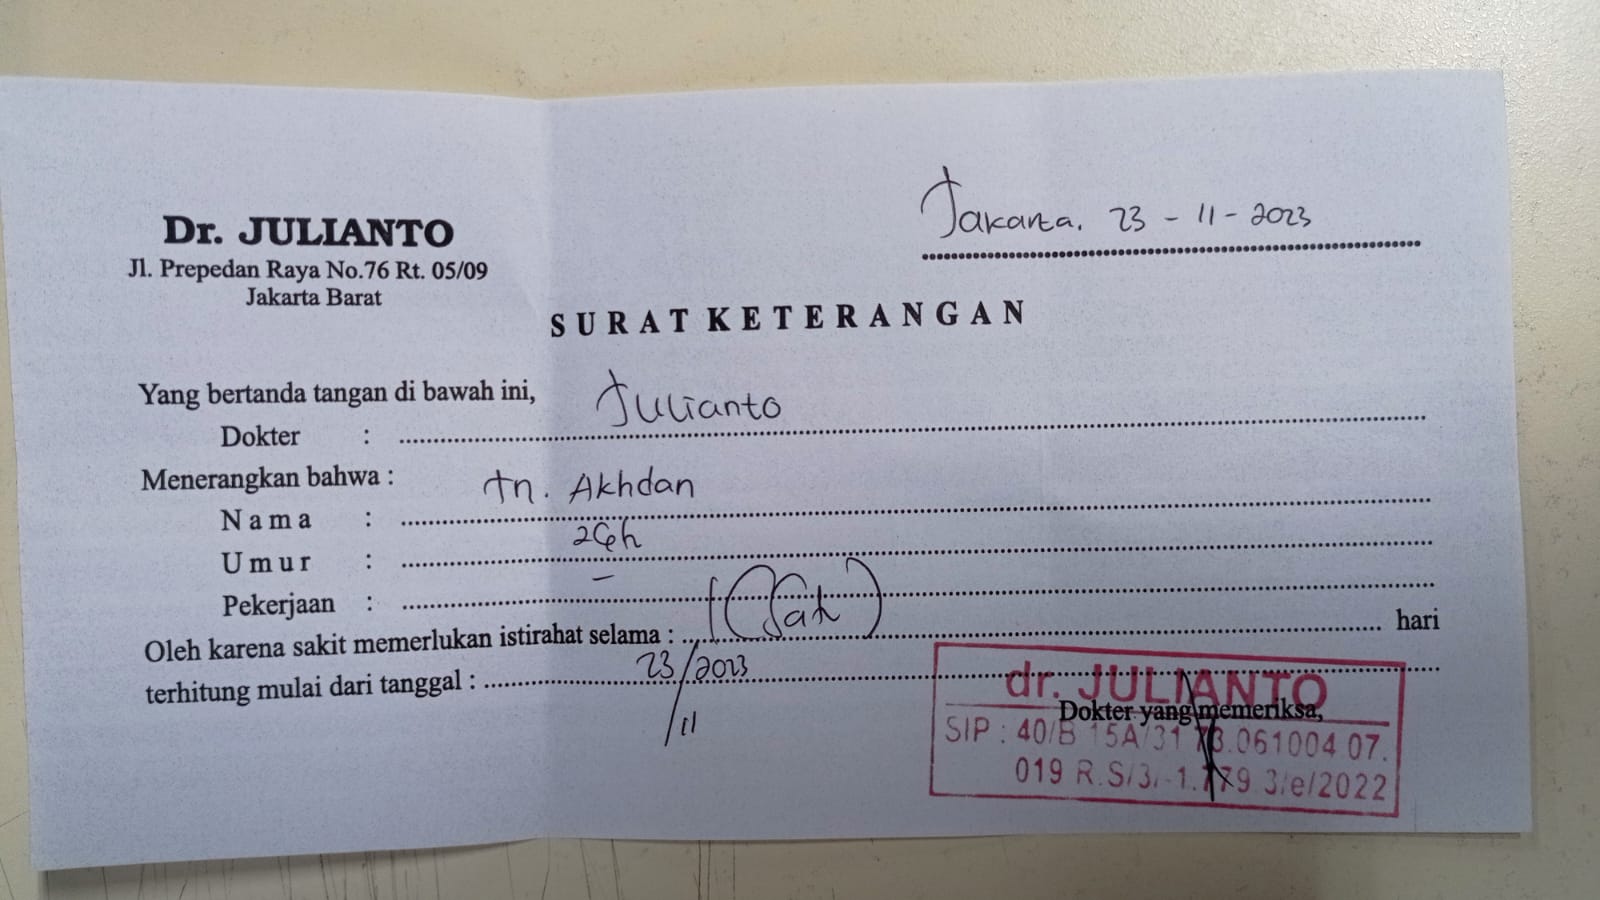 Dr. JULIANTO
Jl. Prepedan Raya No.76 Rt. 05/09
Jakarta Barat
Jakarta, 23 - 11 - 2023
SURAT KETERANGAN
Yang bertanda tangan di bawah ini,
Dokter : Julianto
Menerangkan bahwa :
Nama : tn. Akhdan
Umur :
Pekerjaan : -
Oleh karena sakit memerlukan istirahat selama : 1 (Satu) hari
terhitung mulai dari tanggal : 23/11 2023
Dokter yang memeriksa,
dr. JULIANTO
SIP : 40/B 15A/31 73.061004 07.
019 R.S/3/-1.779 3/e/2022